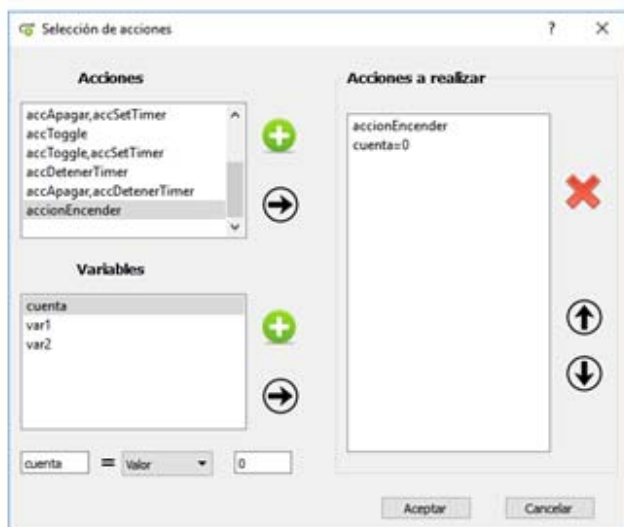 Selección de acciones
?
Acciones
accApagar,accSetTimer
accToggle
accToggle,accSetTimer
accDetenerTimer
accApagar,accDetenerTimer
accionEncender
Variables
cuenta
var1
var2
cuenta = Valor 0
Acciones a realizar
accionEncender
cuenta=0
Aceptar Cancelar